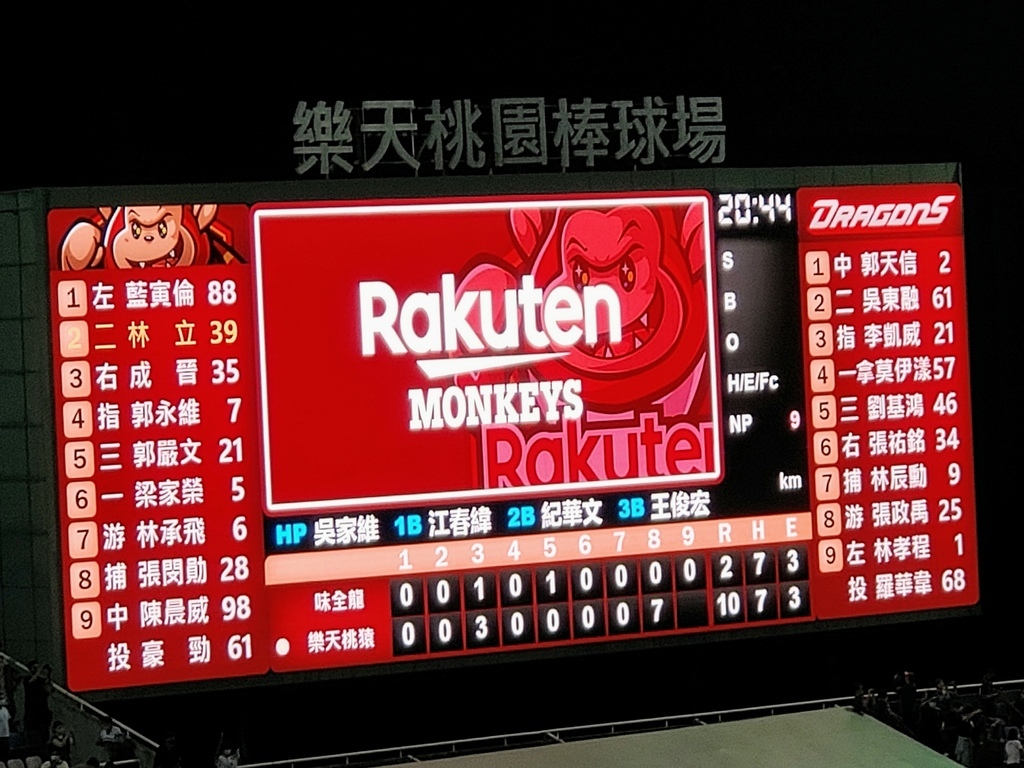 樂天桃園棒球場
1 左 藍寅倫 88
2 二 林 立 39
3 右 成 晉 35
4 指 郭永維 7
5 三 郭嚴文 21
6 一 梁家榮 5
7 游 林承飛 6
8 捕 張閔勛 28
9 中 陳晨威 98
投 豪 勁 61
Rakuten
MONKEYS
Rakuten
20:44
S
B
O
H/E/Fc
NP 9
km
DRAGONS
1 中 郭天信 2
2 二 吳東融 61
3 指 李凱威 21
4 一 拿莫伊漾 57
5 三 劉基鴻 46
6 右 張祐銘 34
7 捕 林辰勳 9
8 游 張政禹 25
9 左 林孝程 1
投 羅華韋 68
HP 吳家維 1B 江春緯 2B 紀華文 3B 王俊宏
1 2 3 4 5 6 7 8 9 R H E
味全龍 0 0 1 0 1 0 0 0 0 2 7 3
樂天桃猿 0 0 3 0 0 0 0 7 10 7 3